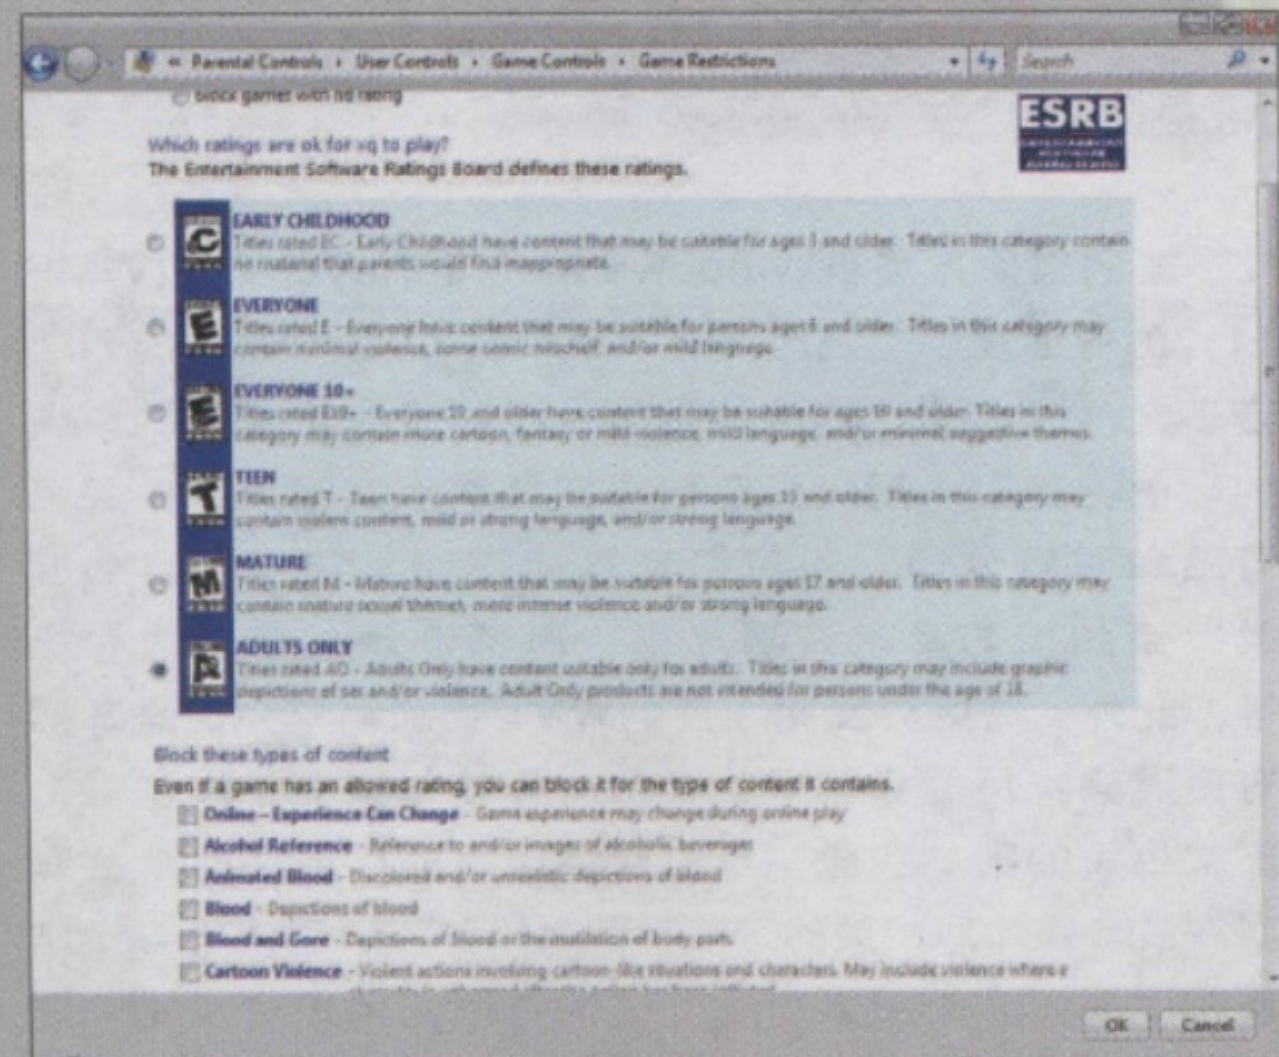 « Parental Controls › User Controls › Game Controls › Game Restrictions
Search
Block games with no rating
ESRB
Which ratings are ok for xq to play?
The Entertainment Software Ratings Board defines these ratings.
EARLY CHILDHOOD
Titles rated EC - Early Childhood have content that may be suitable for ages 3 and older. Titles in this category contain
no material that parents would find inappropriate.
EVERYONE
Titles rated E - Everyone have content that may be suitable for persons ages 6 and older. Titles in this category may
contain minimal violence, some comic mischief, and/or mild language.
EVERYONE 10+
Titles rated E10+ - Everyone 10 and older have content that may be suitable for ages 10 and older. Titles in this
category may contain more cartoon, fantasy or mild violence, mild language, and/or minimal suggestive themes.
TEEN
Titles rated T - Teen have content that may be suitable for persons ages 13 and older. Titles in this category may
contain violent content, mild or strong language, and/or strong language.
MATURE
Titles rated M - Mature have content that may be suitable for persons ages 17 and older. Titles in this category may
contain mature sexual themes, more intense violence and/or strong language.
ADULTS ONLY
Titles rated AO - Adults Only have content suitable only for adults. Titles in this category may include graphic
depictions of sex and/or violence. Adult Only products are not intended for persons under the age of 18.
Block these types of content
Even if a game has an allowed rating, you can block it for the type of content it contains.
Online – Experience Can Change - Game experience may change during online play
Alcohol Reference - Reference to and/or images of alcoholic beverages
Animated Blood - Discolored and/or unrealistic depictions of blood
Blood - Depictions of blood
Blood and Gore - Depictions of blood or the mutilation of body parts
Cartoon Violence - Violent actions involving cartoon-like situations and characters. May include violence where a
OK
Cancel